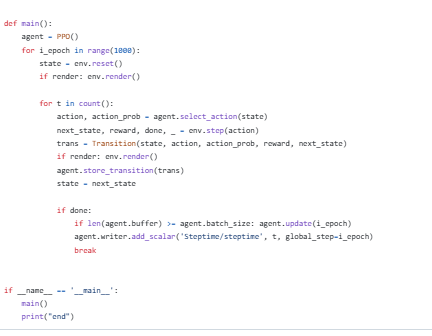 def main():
    agent = PPO()
    for i_epoch in range(1000):
        state = env.reset()
        if render: env.render()

        for t in count():
            action, action_prob = agent.select_action(state)
            next_state, reward, done, _ = env.step(action)
            trans = Transition(state, action, action_prob, reward, next_state)
            if render: env.render()
            agent.store_transition(trans)
            state = next_state

            if done:
                if len(agent.buffer) >= agent.batch_size: agent.update(i_epoch)
                agent.writer.add_scalar('Steptime/steptime', t, global_step=i_epoch)
                break

if __name__ == '__main__':
    main()
    print("end")